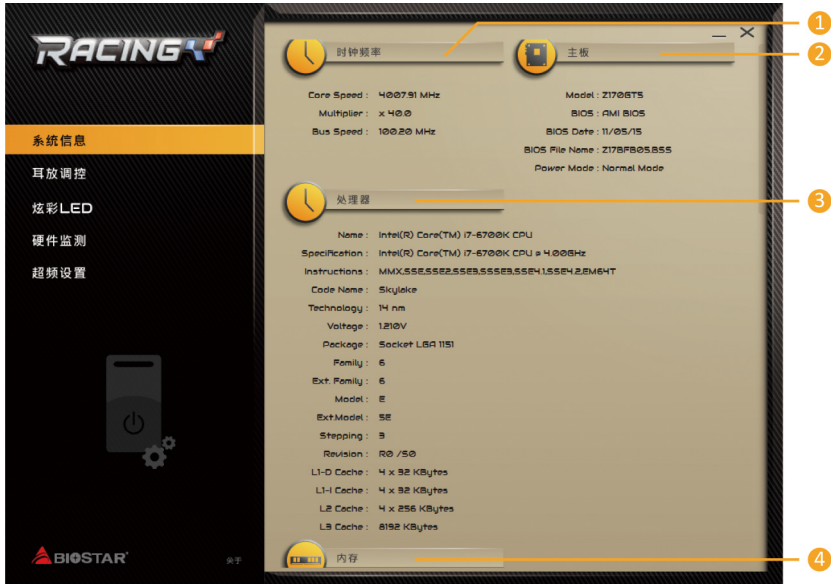 RACING
系统信息
耳放调控
炫彩LED
硬件监测
超频设置
BIOSTAR
关于
时钟频率
1
Core Speed : 4007.91 MHz
Multiplier : x 40.0
Bus Speed : 100.20 MHz
主板
2
Model : Z170GT5
BIOS : AMI BIOS
BIOS Date : 11/05/15
BIOS File Name : Z17BFB05.BSS
Power Mode : Normal Mode
处理器
3
Name : Intel(R) Core(TM) i7-6700K CPU
Specification : Intel(R) Core(TM) i7-6700K CPU @ 4.00GHz
Instructions : MMX,SSE,SSE2,SSE3,SSSE3,SSE4.1,SSE4.2,EM64T
Code Name : Skylake
Technology : 14 nm
Voltage : 1.210V
Package : Socket LGA 1151
Family : 6
Ext. Family : 6
Model : E
Ext.Model : 5E
Stepping : 3
Revision : R0 /S0
L1-D Cache : 4 x 32 KBytes
L1-I Cache : 4 x 32 KBytes
L2 Cache : 4 x 256 KBytes
L3 Cache : 8192 KBytes
内存
4